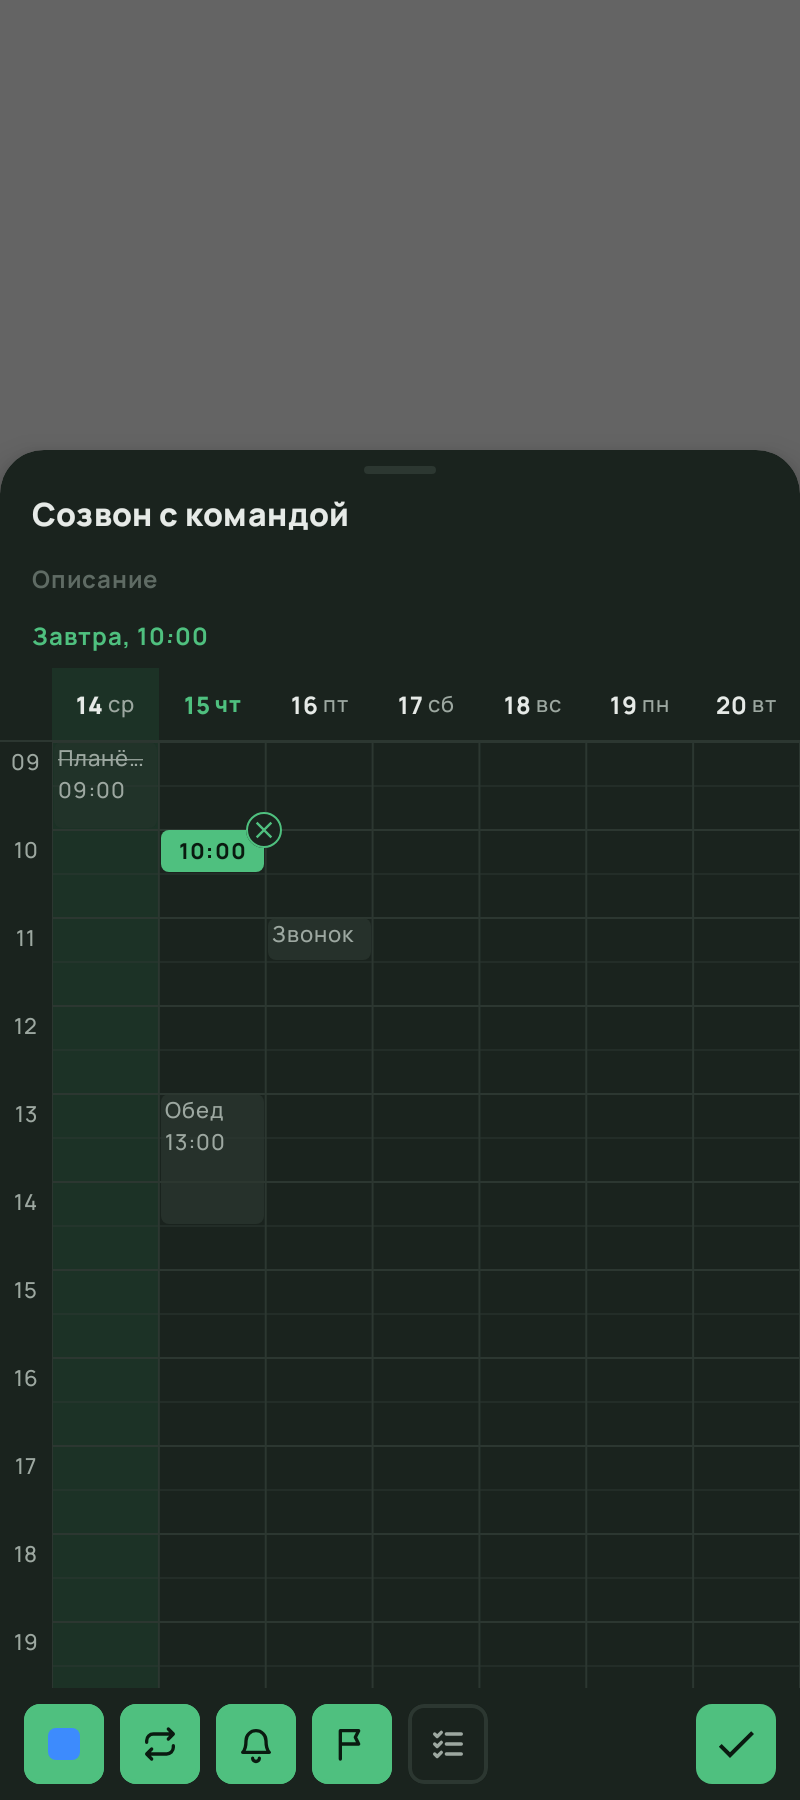 Созвон с командой
Описание
Завтра, 10:00
14 ср 15 чт 16 пт 17 сб 18 вс 19 пн 20 вт
09
Планё…
09:00
10
10:00
11
Звонок
12
13
Обед
13:00
14
15
16
17
18
19